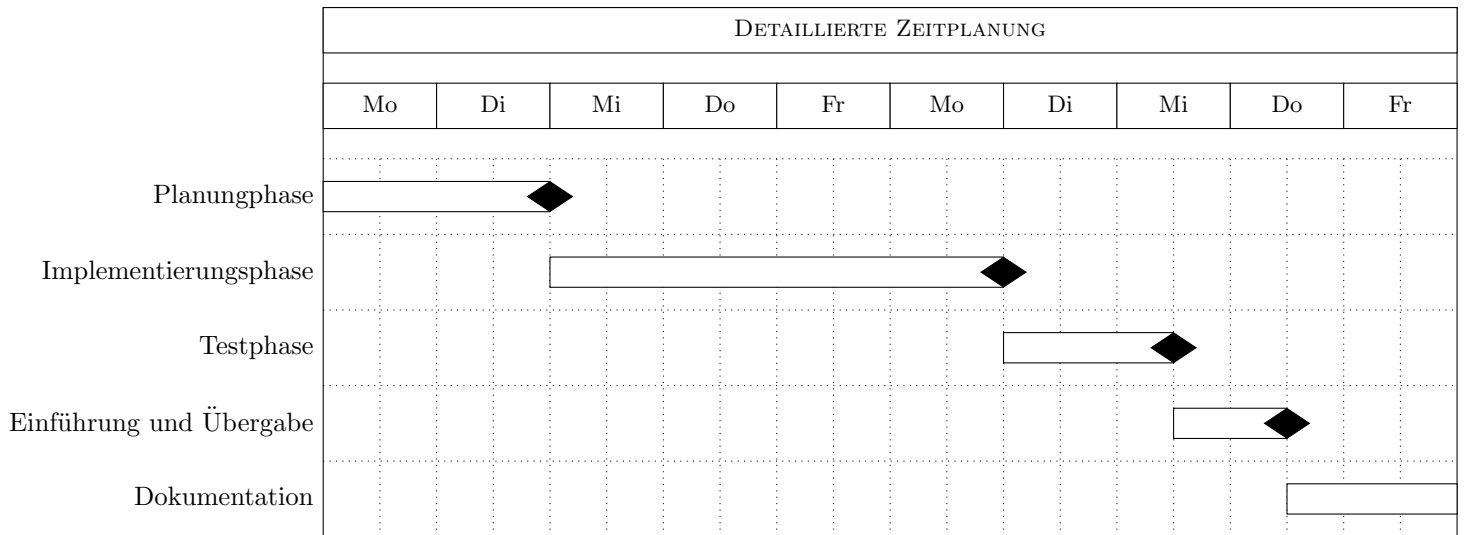 DETAILLIERTE ZEITPLANUNG
Mo Di Mi Do Fr Mo Di Mi Do Fr
Planungphase
Implementierungsphase
Testphase
Einführung und Übergabe
Dokumentation